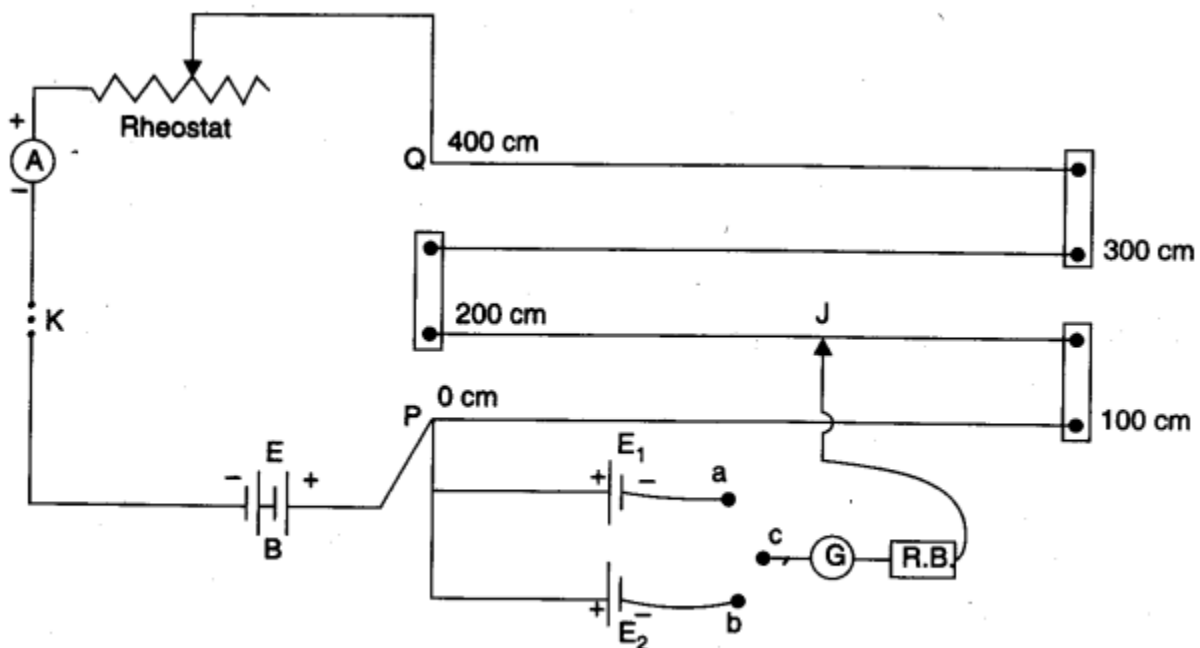 400 cm
Q
Rheostat
+
A
−
300 cm
K
200 cm
J
P
0 cm
100 cm
E
− +
B
E₁
+ −
a
c
G
R.B.
+ −
E₂
b